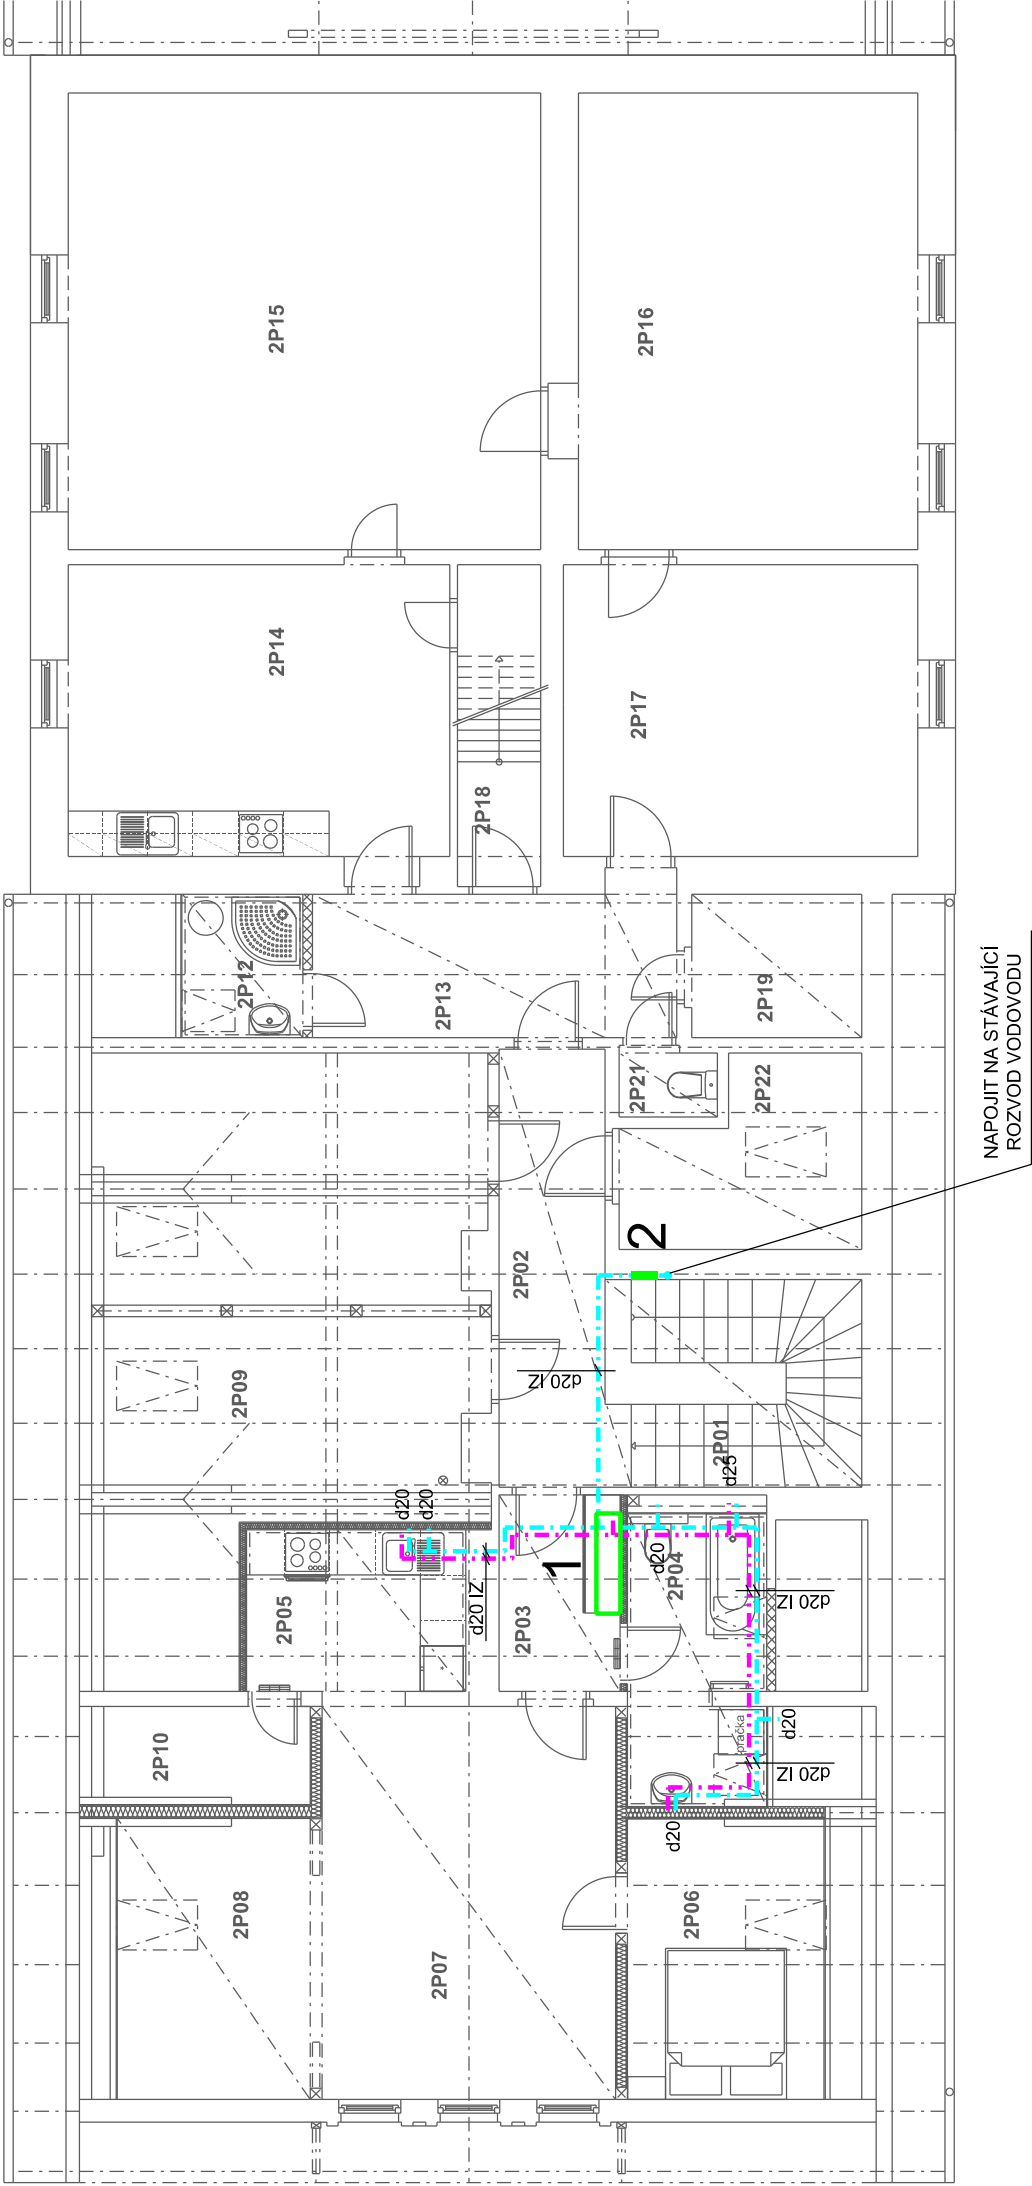 2P15
2P16
2P14
2P17
2P18
2P12
2P13
2P19
2P21
2P22
NAPOJIT NA STÁVAJÍCÍ
ROZVOD VODOVODU
2P02
2
2P09
d20 IZ
2P01
d25
d20
d20
1
d20
2P04
2P05
d20 IZ
2P03
d20 IZ
2P10
pračka
d20
d20 IZ
d20
2P08
2P06
2P07